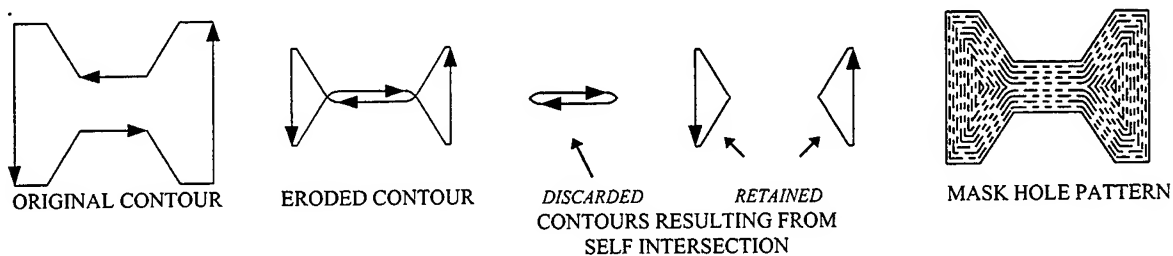 ORIGINAL CONTOUR
ERODED CONTOUR
DISCARDED
RETAINED
CONTOURS RESULTING FROM
SELF INTERSECTION
MASK HOLE PATTERN